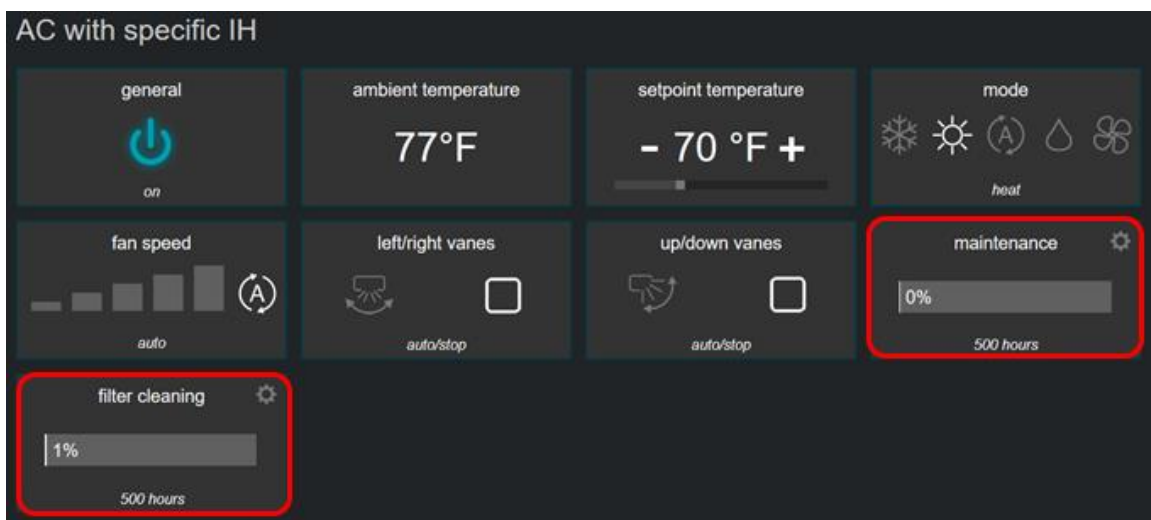 AC with specific IH
general
on
ambient temperature
77°F
setpoint temperature
- 70 °F +
mode
A
heat
fan speed
A
auto
left/right vanes
auto/stop
up/down vanes
auto/stop
maintenance
0%
500 hours
filter cleaning
1%
500 hours